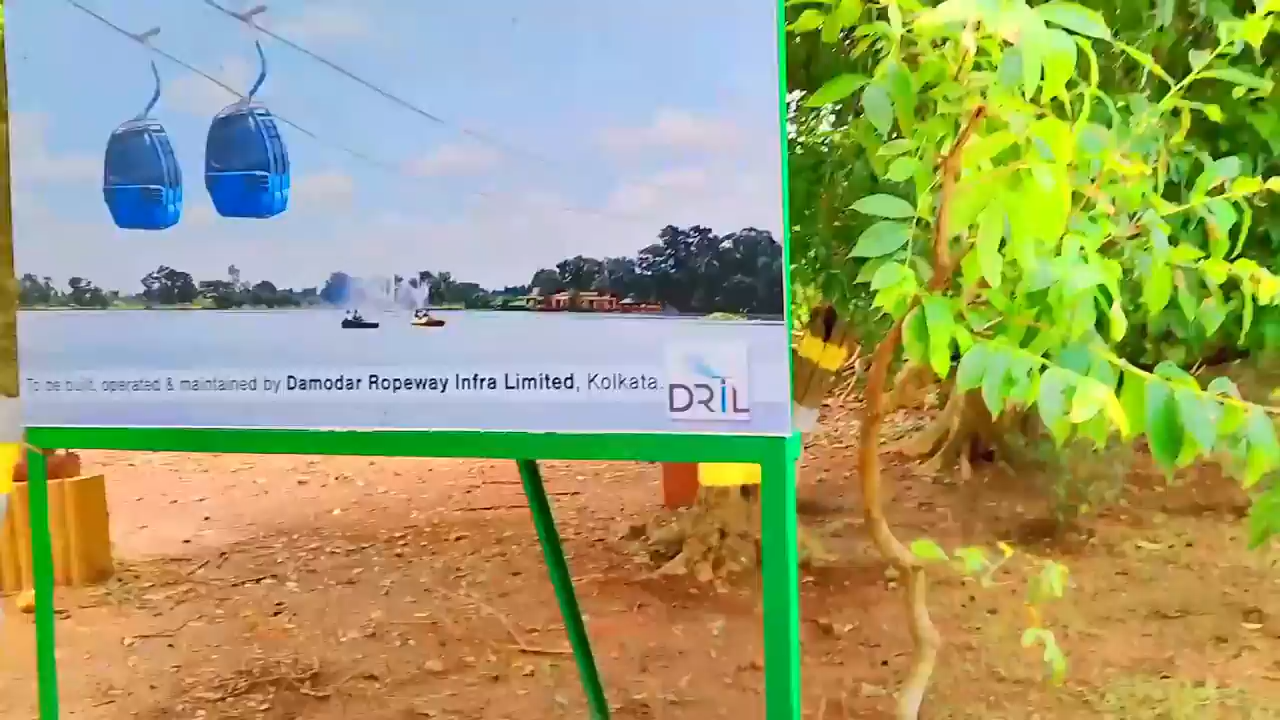 To be built, operated & maintained by Damodar Ropeway Infra Limited, Kolkata.
DRIL